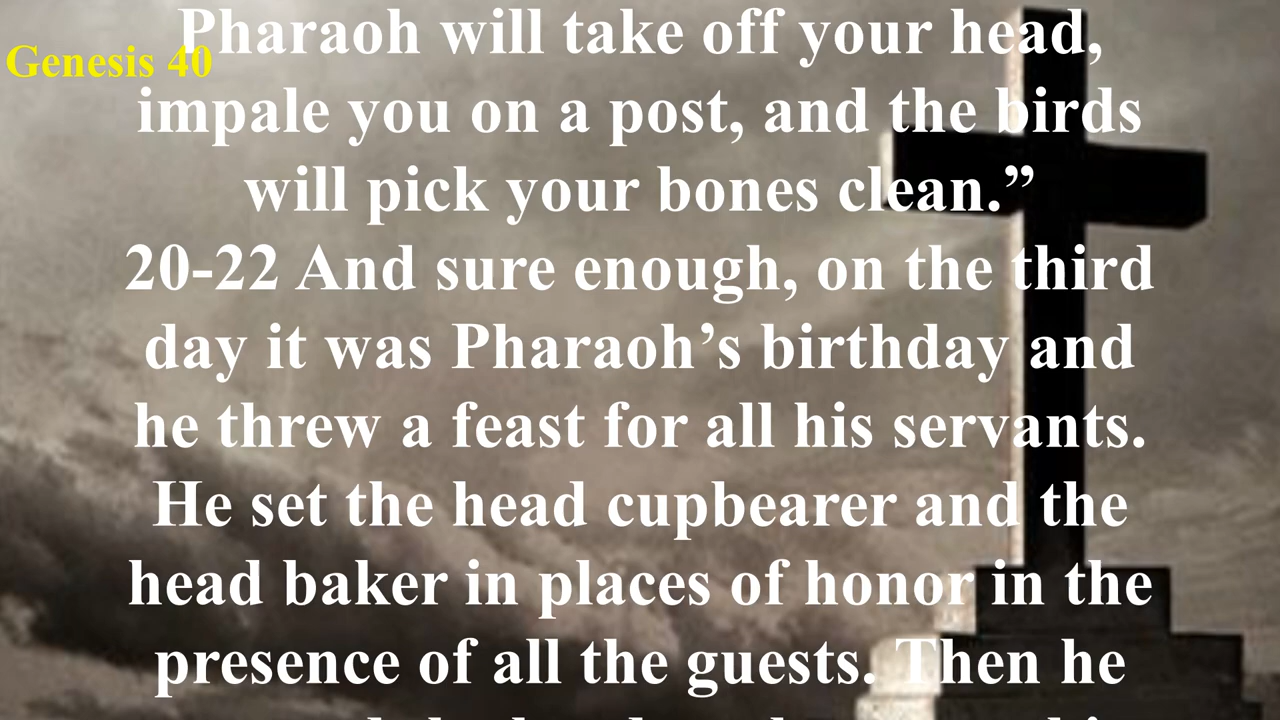 Genesis 40
Pharaoh will take off your head,
impale you on a post, and the birds
will pick your bones clean.”
20-22 And sure enough, on the third
day it was Pharaoh’s birthday and
he threw a feast for all his servants.
He set the head cupbearer and the
head baker in places of honor in the
presence of all the guests. Then he